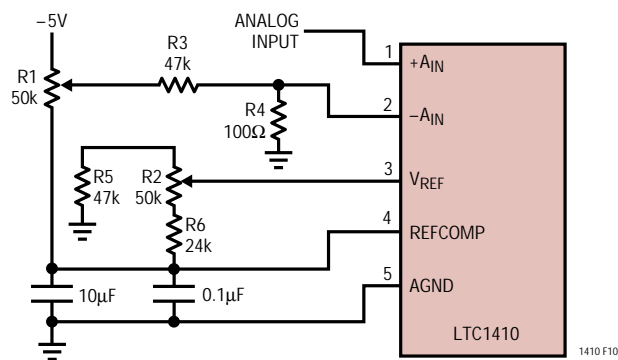 –5V
R1
50k
R3
47k
ANALOG
INPUT
R4
100Ω
R5
47k
R2
50k
R6
24k
10µF
0.1µF
1
+AIN
2
–AIN
3
VREF
4
REFCOMP
5
AGND
LTC1410
1410 F10